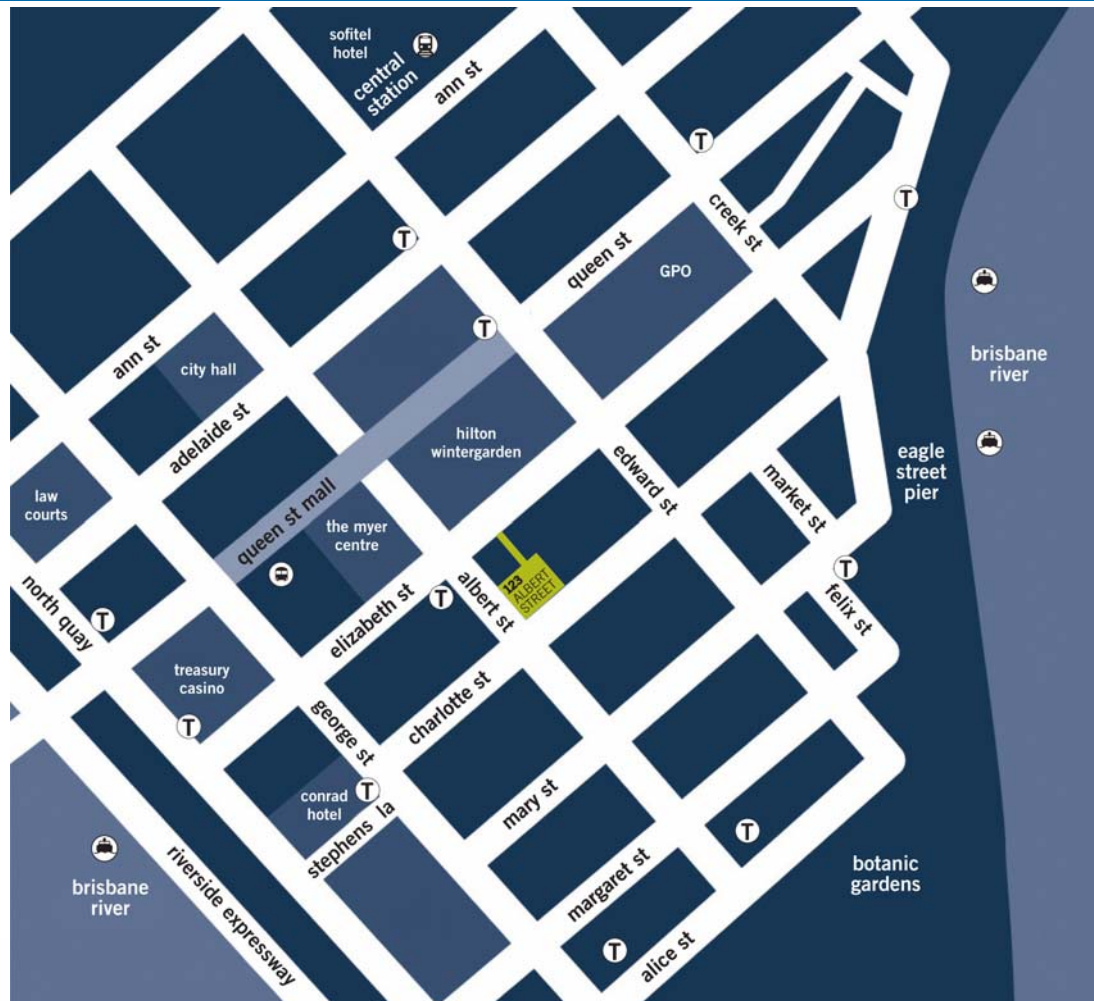 sofitel
hotel
central
station
ann st
T
T
creek st
T
T
queen st
GPO
T
ann st
city hall
brisbane
river
adelaide st
hilton
wintergarden
edward st
eagle
street
pier
law
courts
queen st mall
the myer
centre
market st
123
ALBERT
STREET
T
north quay
T
elizabeth st
T
albert st
felix st
treasury
casino
T
george st
charlotte st
conrad
hotel
T
stephens la
mary st
T
brisbane
river
riverside expressway
margaret st
botanic
gardens
T
alice st